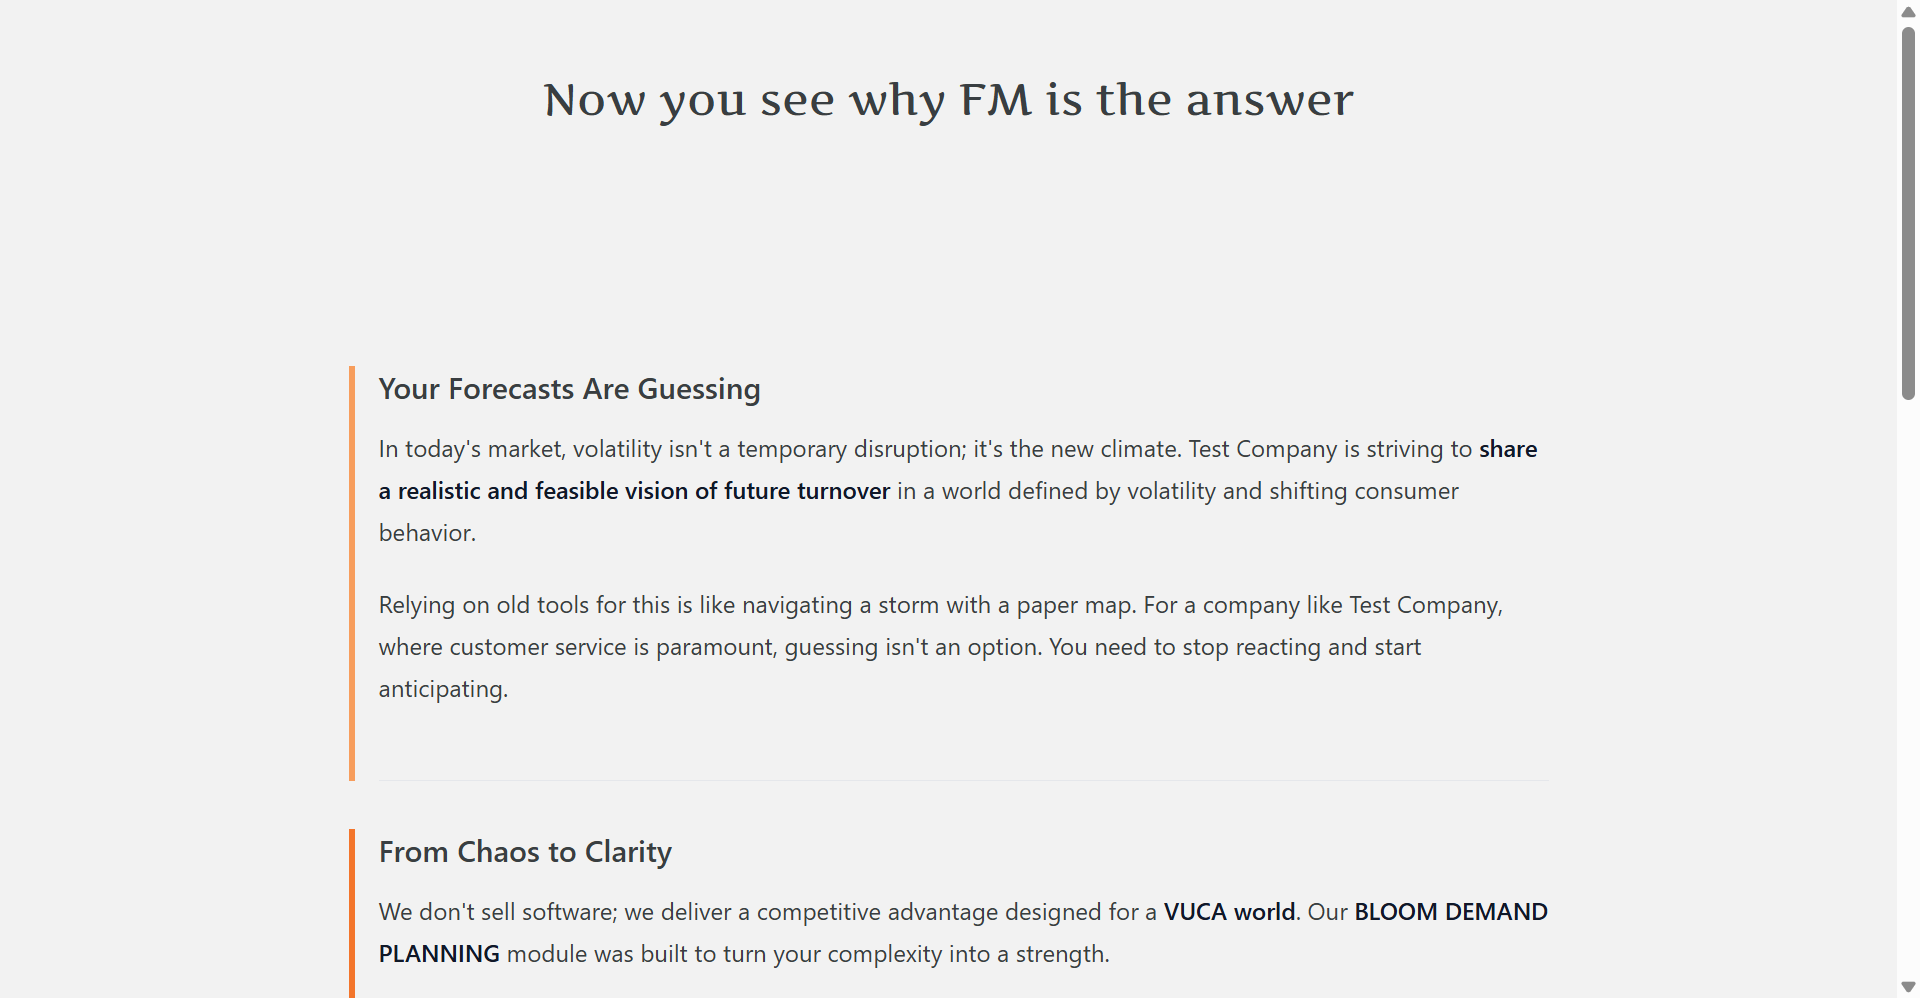 Now you see why FM is the answer
Your Forecasts Are Guessing
In today's market, volatility isn't a temporary disruption; it's the new climate. Test Company is striving to share
a realistic and feasible vision of future turnover in a world defined by volatility and shifting consumer
behavior.
Relying on old tools for this is like navigating a storm with a paper map. For a company like Test Company,
where customer service is paramount, guessing isn't an option. You need to stop reacting and start
anticipating.
From Chaos to Clarity
We don't sell software; we deliver a competitive advantage designed for a VUCA world. Our BLOOM DEMAND
PLANNING module was built to turn your complexity into a strength.